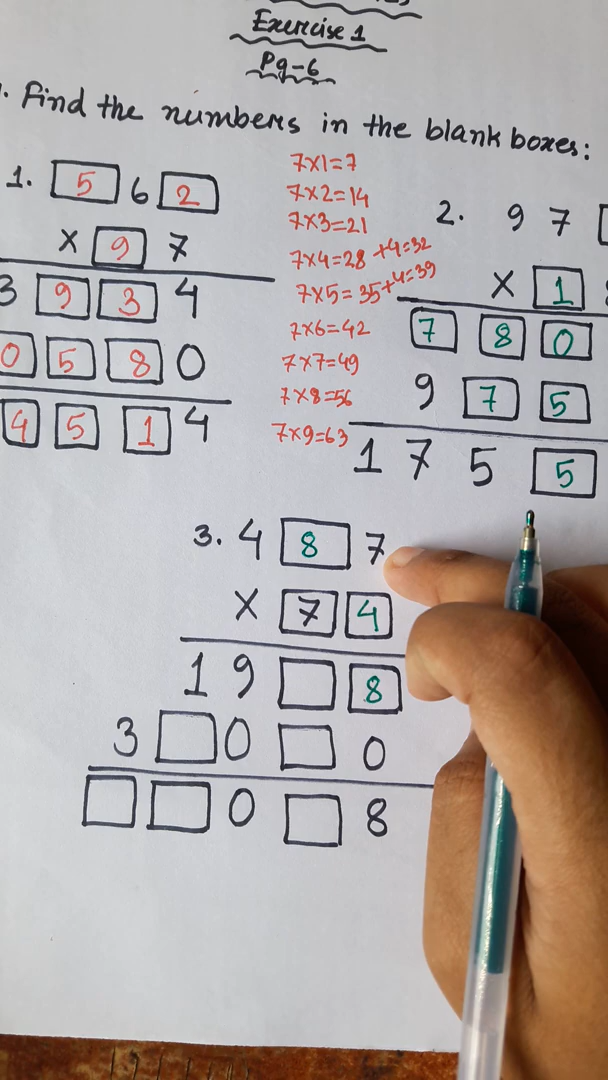 Exercise 1
Pg-6
Find the numbers in the blank boxes:
1. 5 6 2
× 9 7
3 9 3 4
0 5 8 0
4 5 1 4
7×1=7
7×2=14
7×3=21
7×4=28 +4=32
7×5=35+4=39
7×6=42
7×7=49
7×8=56
7×9=63
2. 9 7
× 1
7 8 0
9 7 5
1 7 5 5
3. 4 8 7
× 7 4
1 9 8
3 0 0
0 8